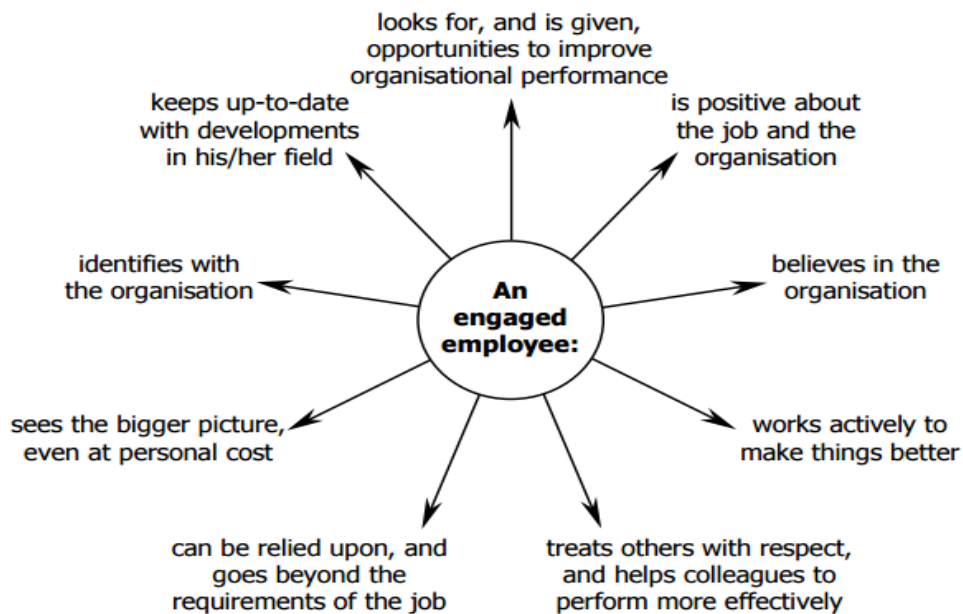 looks for, and is given,
opportunities to improve
organisational performance
keeps up-to-date
with developments
in his/her field
is positive about
the job and the
organisation
identifies with
the organisation
An
engaged
employee:
believes in the
organisation
sees the bigger picture,
even at personal cost
works actively to
make things better
can be relied upon, and
goes beyond the
requirements of the job
treats others with respect,
and helps colleagues to
perform more effectively